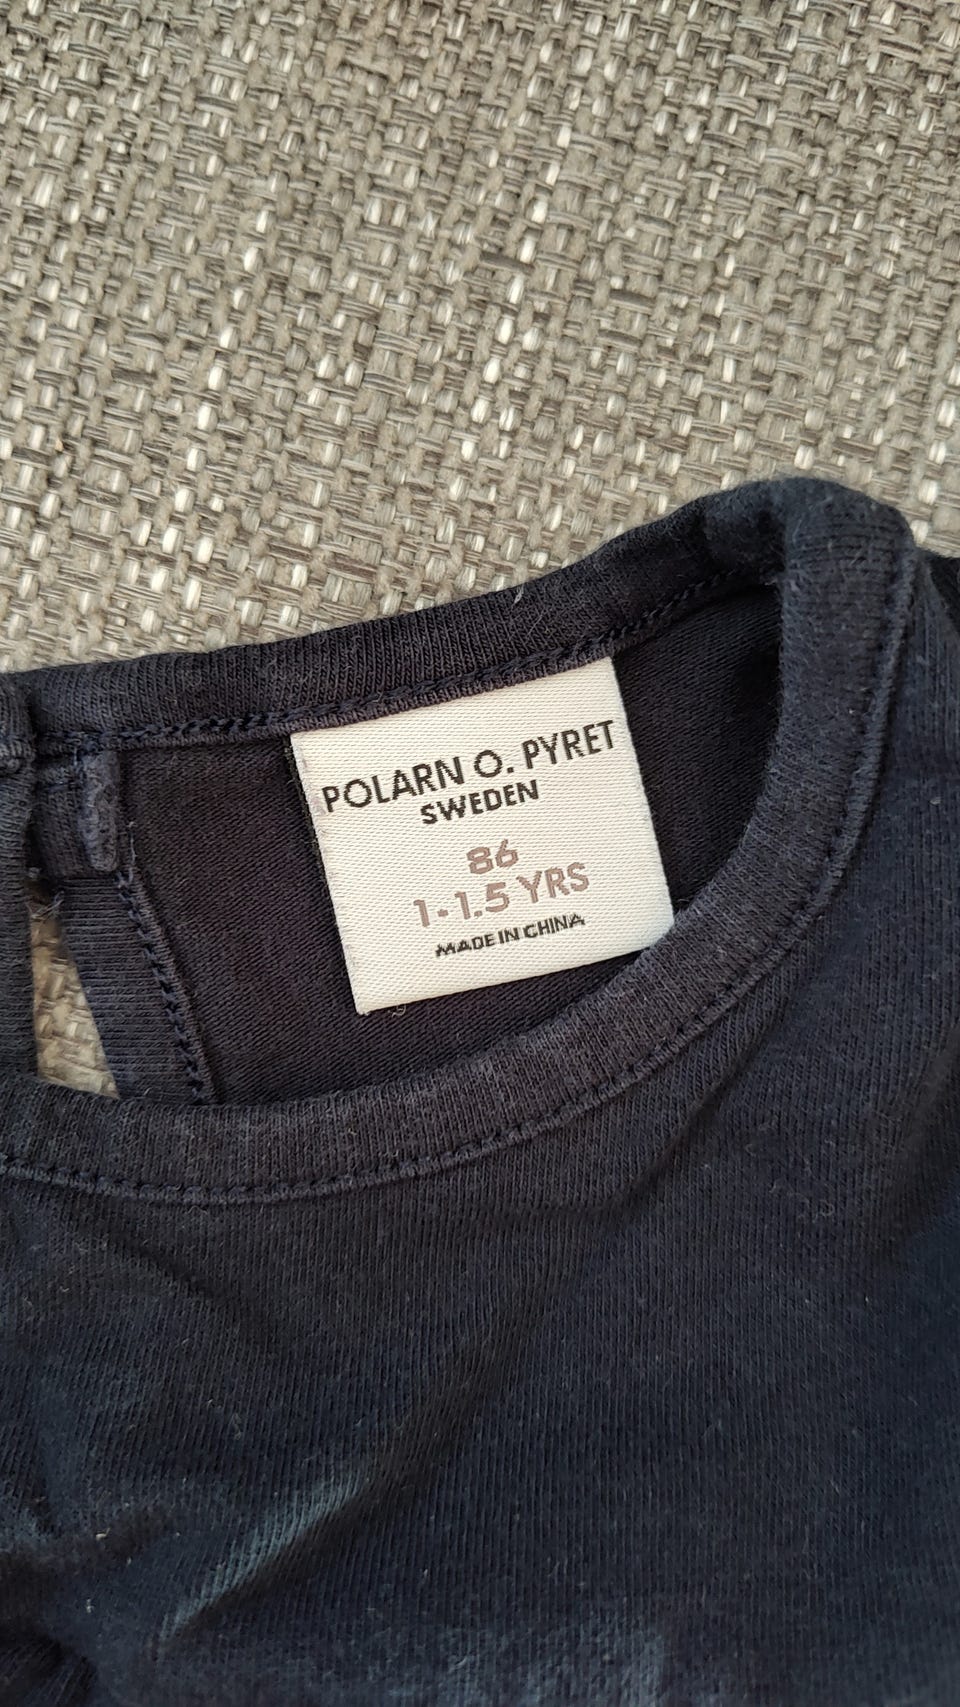 POLARN O. PYRET
SWEDEN
86
1-1.5 YRS
MADE IN CHINA